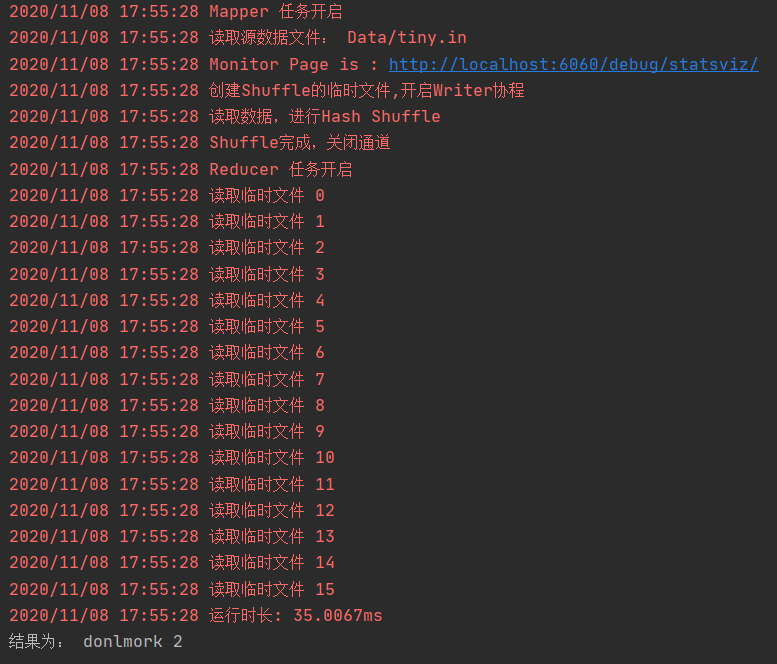 2020/11/08 17:55:28 Mapper 任务开启
2020/11/08 17:55:28 读取源数据文件： Data/tiny.in
2020/11/08 17:55:28 Monitor Page is : http://localhost:6060/debug/statsviz/
2020/11/08 17:55:28 创建Shuffle的临时文件,开启Writer协程
2020/11/08 17:55:28 读取数据，进行Hash Shuffle
2020/11/08 17:55:28 Shuffle完成，关闭通道
2020/11/08 17:55:28 Reducer 任务开启
2020/11/08 17:55:28 读取临时文件 0
2020/11/08 17:55:28 读取临时文件 1
2020/11/08 17:55:28 读取临时文件 2
2020/11/08 17:55:28 读取临时文件 3
2020/11/08 17:55:28 读取临时文件 4
2020/11/08 17:55:28 读取临时文件 5
2020/11/08 17:55:28 读取临时文件 6
2020/11/08 17:55:28 读取临时文件 7
2020/11/08 17:55:28 读取临时文件 8
2020/11/08 17:55:28 读取临时文件 9
2020/11/08 17:55:28 读取临时文件 10
2020/11/08 17:55:28 读取临时文件 11
2020/11/08 17:55:28 读取临时文件 12
2020/11/08 17:55:28 读取临时文件 13
2020/11/08 17:55:28 读取临时文件 14
2020/11/08 17:55:28 读取临时文件 15
2020/11/08 17:55:28 运行时长: 35.0067ms
结果为： donlmork 2